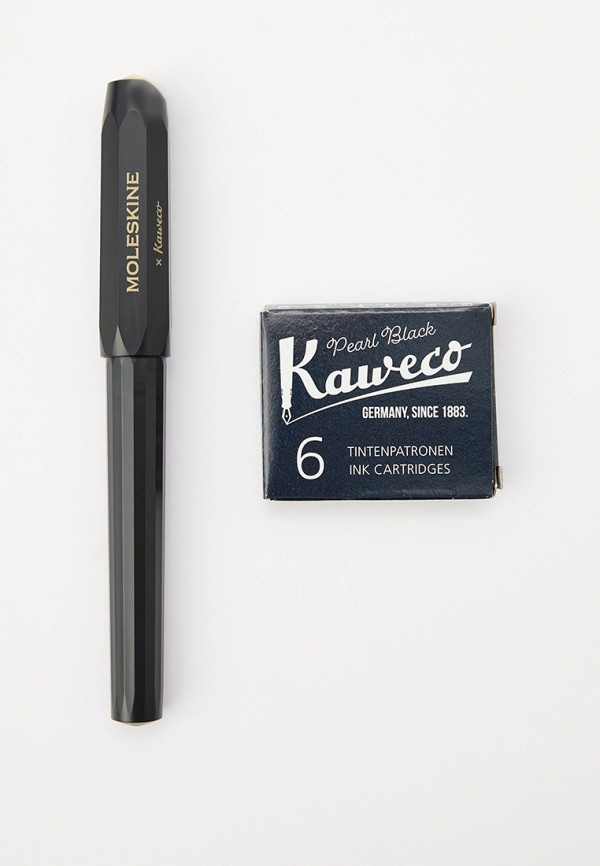 MOLESKINE
× Kaweco
Pearl Black
Kaweco
GERMANY, SINCE 1883.
6 TINTENPATRONEN
INK CARTRIDGES